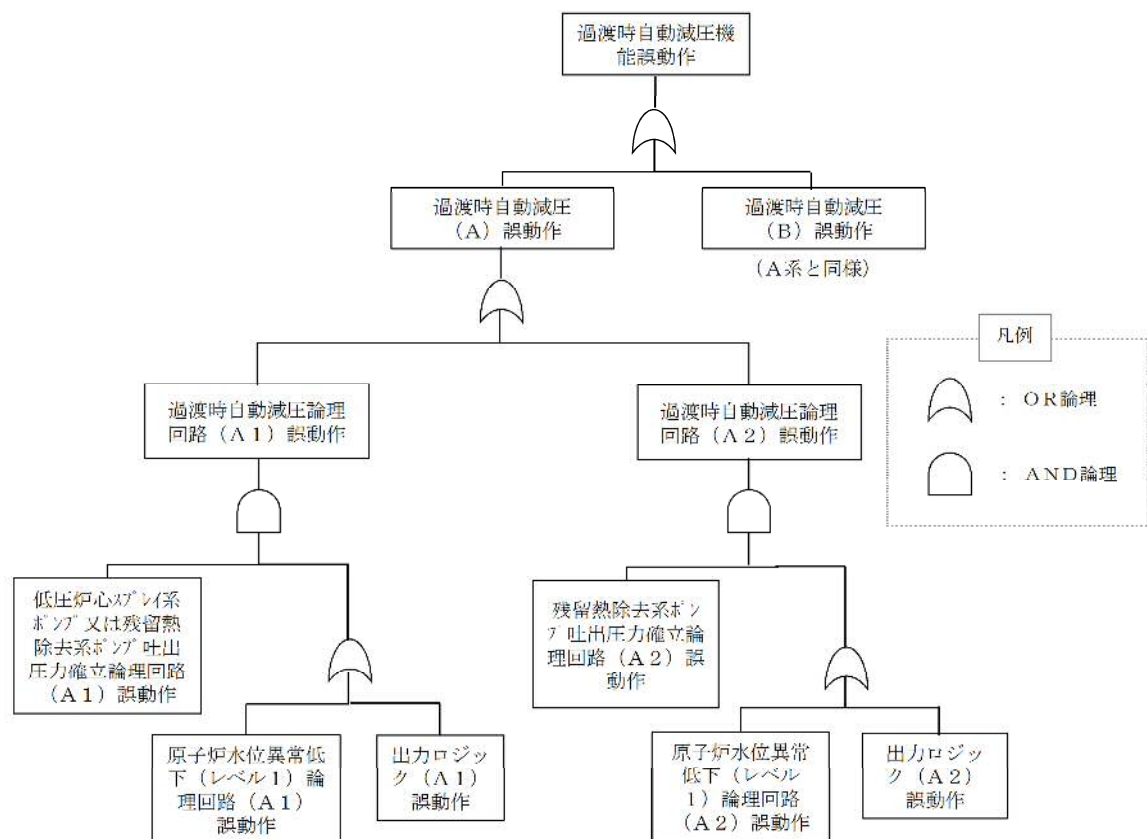 過渡時自動減圧機
能誤動作
過渡時自動減圧
(A)誤動作
過渡時自動減圧
(B)誤動作
(A系と同様)
凡例
: OR論理
: AND論理
過渡時自動減圧論理
回路(A1)誤動作
過渡時自動減圧論理
回路(A2)誤動作
低圧炉心ｽﾌﾟﾚｲ系
ﾎﾟﾝﾌﾟ又は残留熱
除去系ﾎﾟﾝﾌﾟ吐出
圧力確立論理回路
(A1)誤動作
残留熱除去系ﾎﾟﾝ
ﾌﾟ吐出圧力確立論
理回路(A2)誤
動作
原子炉水位異常低
下(レベル1)論
理回路(A1)
誤動作
出力ロジッ
ク(A1)
誤動作
原子炉水位異常
低下(レベル
1)論理回路
(A2)誤動作
出力ロジッ
ク(A2)
誤動作